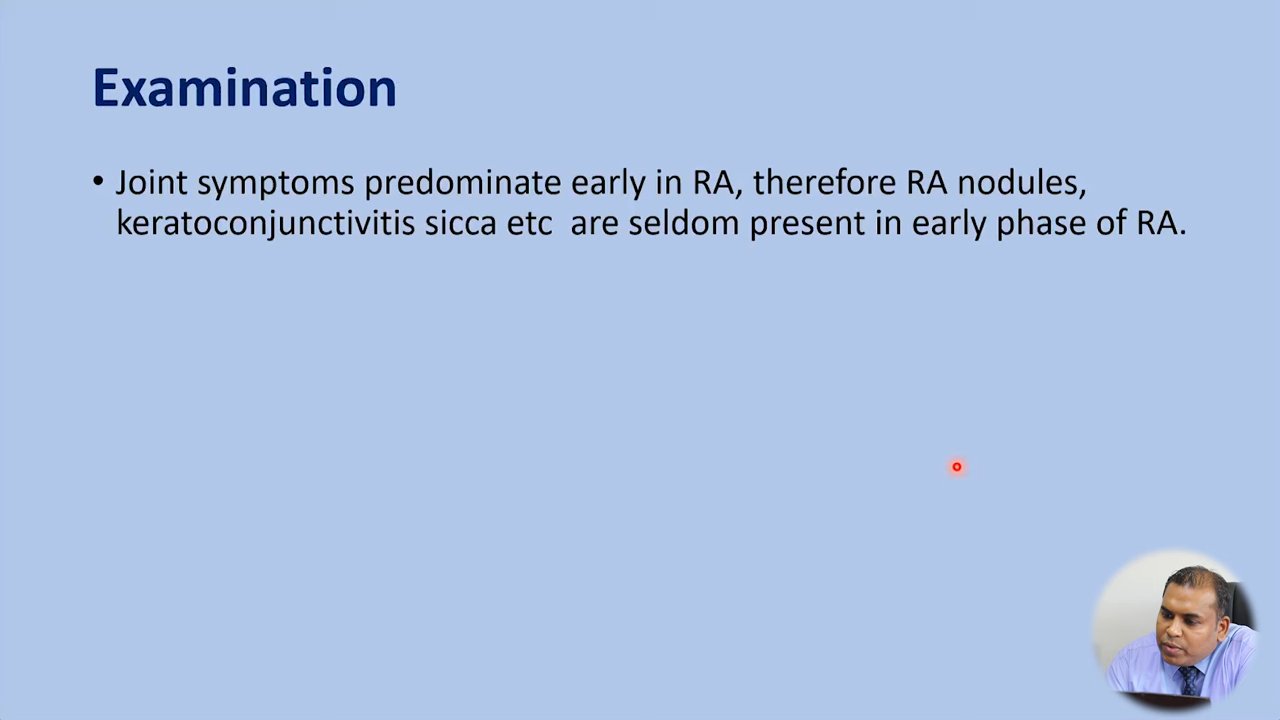 Examination
• Joint symptoms predominate early in RA, therefore RA nodules,
keratoconjunctivitis sicca etc  are seldom present in early phase of RA.